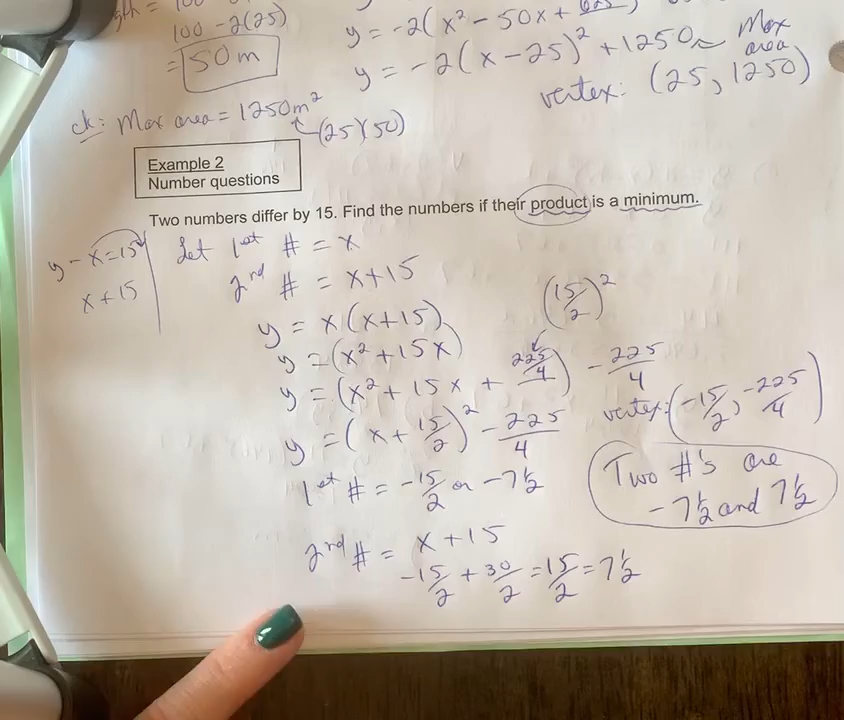 100 - 2(25)
= 50m
y = -2(x² - 50x + 625)
y = -2(x - 25)² + 1250 ~ Max area
vertex: (25, 1250)
ck: Max area = 1250m²
(25)(50)
Example 2
Number questions
Two numbers differ by 15. Find the numbers if their product is a minimum.
y - x = 15
x + 15
Let 1st # = x
2nd # = x + 15
y = x(x + 15)
(15/2)²
y = (x² + 15x)
y = (x² + 15x + 225/4) - 225/4
y = (x + 15/2)² - 225/4
vertex: (-15/2, -225/4)
1st # = -15/2 or -7½
Two #'s are
-7½ and 7½
2nd # = x + 15
-15/2 + 30/2 = 15/2 = 7½